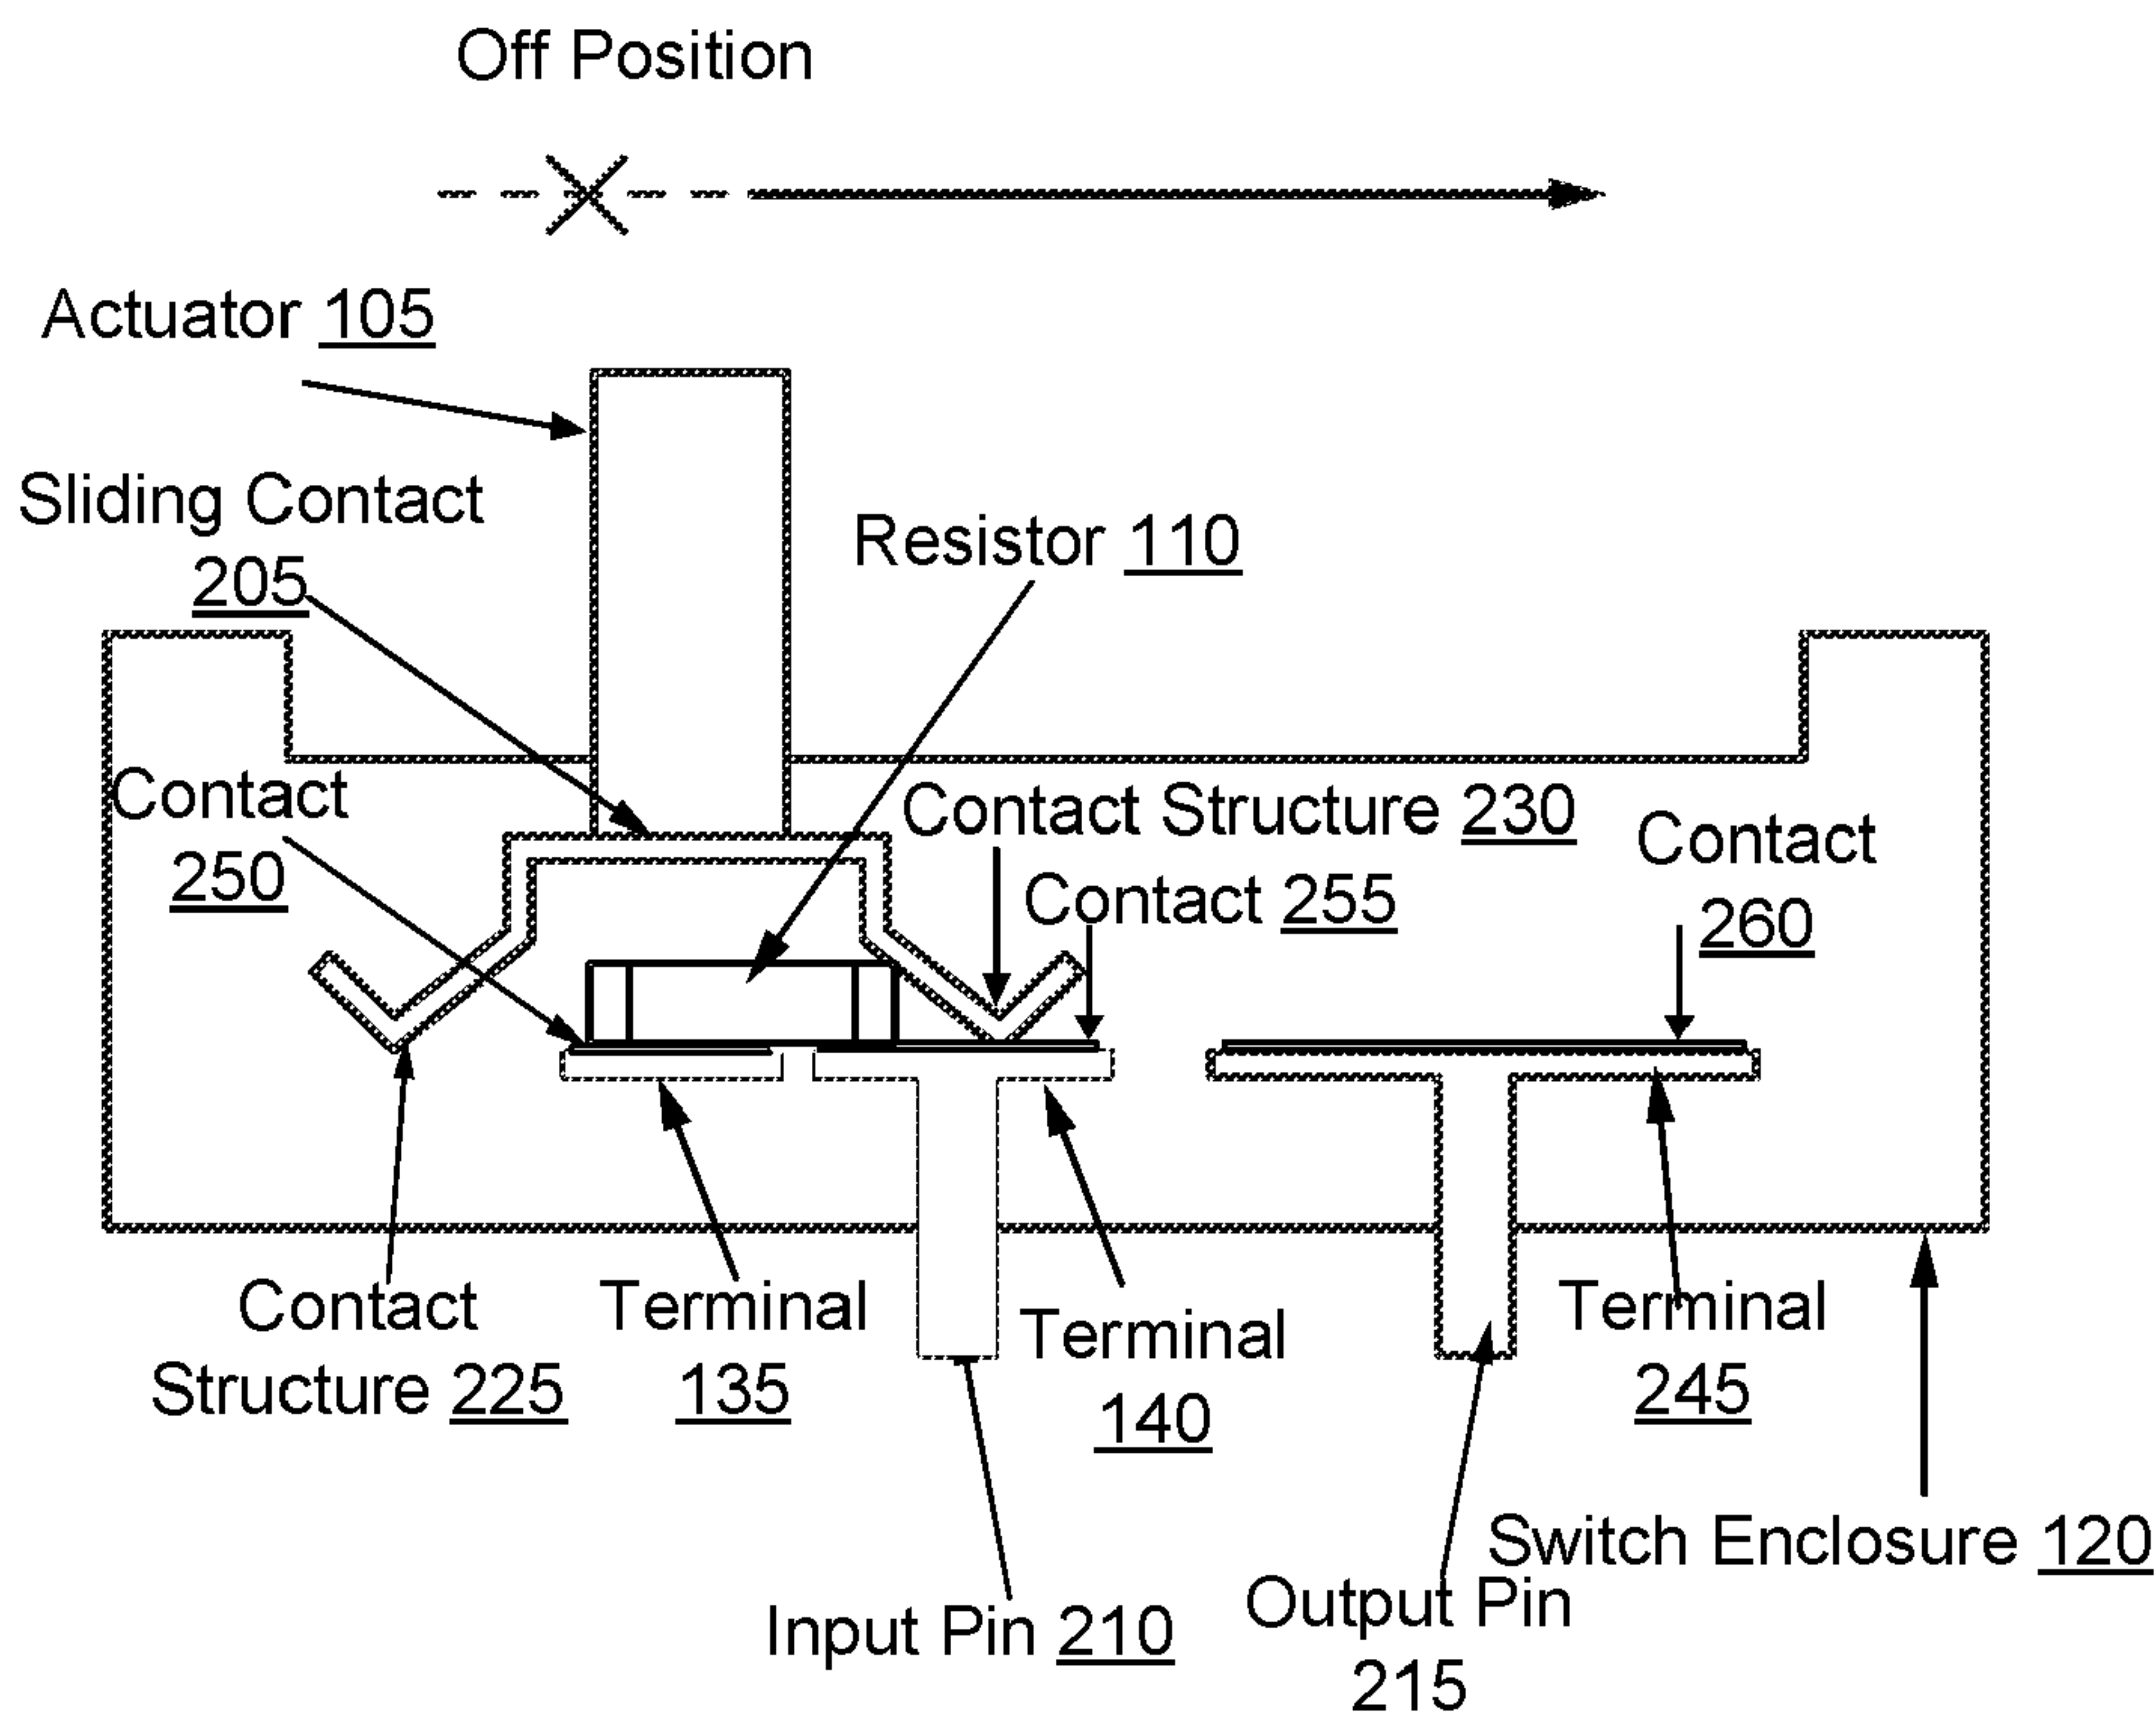 Off Position
Actuator 105
Sliding Contact
205
Resistor 110
Contact
250
Contact Structure 230
Contact 255
Contact
260
Contact
Structure 225
Terminal
135
Terminal
140
Terminal
245
Switch Enclosure 120
Input Pin 210
Output Pin
215